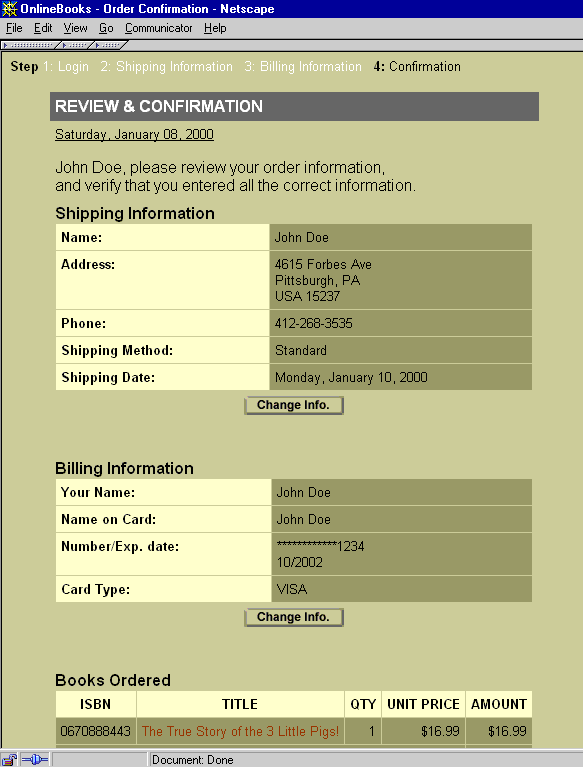 OnlineBooks - Order Confirmation - Netscape
File Edit View Go Communicator Help
Step 1: Login 2: Shipping Information 3: Billing Information 4: Confirmation
REVIEW & CONFIRMATION
Saturday, January 08, 2000
John Doe, please review your order information,
and verify that you entered all the correct information.
Shipping Information
Name: John Doe
Address: 4615 Forbes Ave
Pittsburgh, PA
USA 15237
Phone: 412-268-3535
Shipping Method: Standard
Shipping Date: Monday, January 10, 2000
Change Info.
Billing Information
Your Name: John Doe
Name on Card: John Doe
Number/Exp. date: ************1234
10/2002
Card Type: VISA
Change Info.
Books Ordered
ISBN TITLE QTY UNIT PRICE AMOUNT
0670888443 The True Story of the 3 Little Pigs! 1 $16.99 $16.99
Document: Done